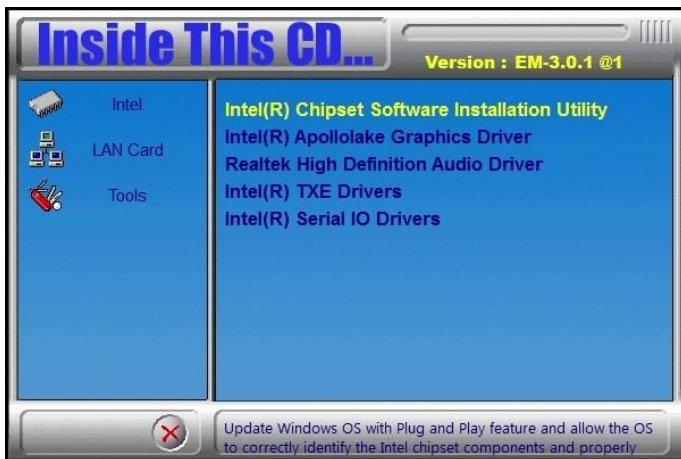 Inside This CD...
Version : EM-3.0.1 @1
Intel
LAN Card
Tools
Intel(R) Chipset Software Installation Utility
Intel(R) Apollolake Graphics Driver
Realtek High Definition Audio Driver
Intel(R) TXE Drivers
Intel(R) Serial IO Drivers
Update Windows OS with Plug and Play feature and allow the OS
to correctly identify the Intel chipset components and properly